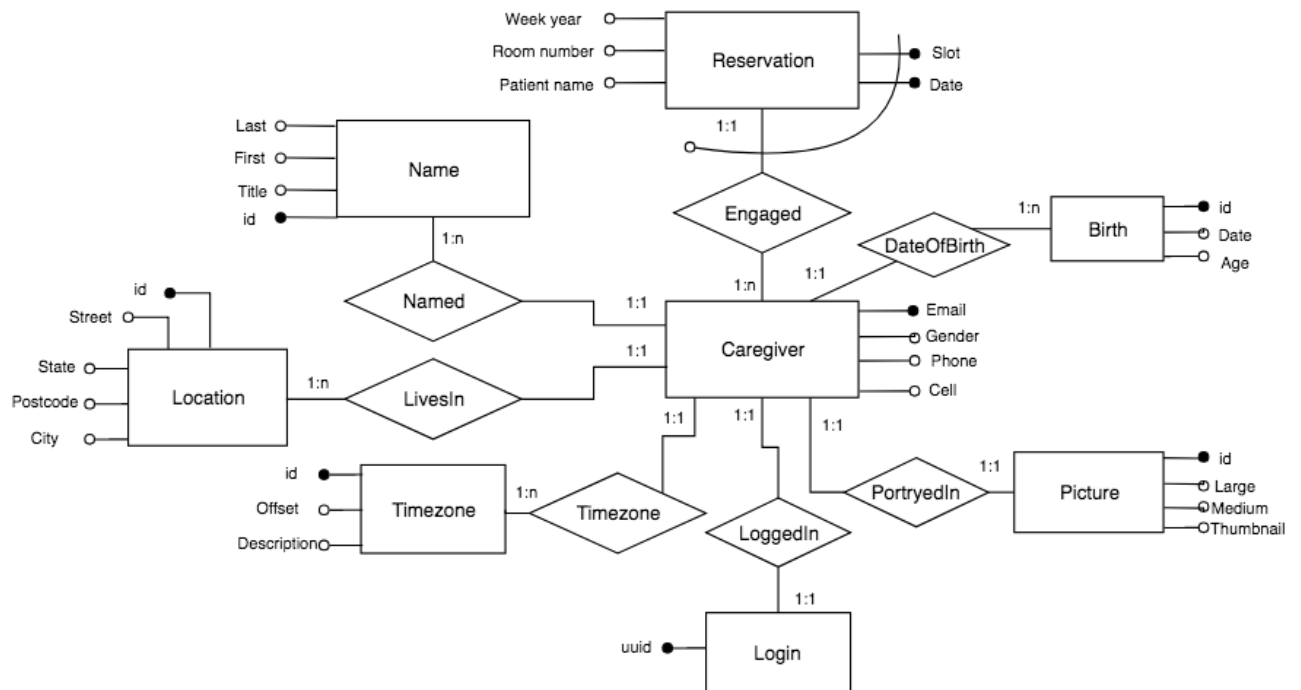 Week year
Room number
Patient name
Reservation
Slot
Date
1:1
Last
First
Title
id
Name
1:n
Engaged
DateOfBirth
1:n
Birth
id
Date
Age
1:1
1:n
Named
1:1
id
Street
State
Postcode
City
Location
1:n
LivesIn
1:1
Caregiver
Email
Gender
Phone
Cell
1:1
1:1
1:1
id
Offset
Description
Timezone
1:n
Timezone
LoggedIn
PortryedIn
1:1
Picture
id
Large
Medium
Thumbnail
1:1
uuid
Login